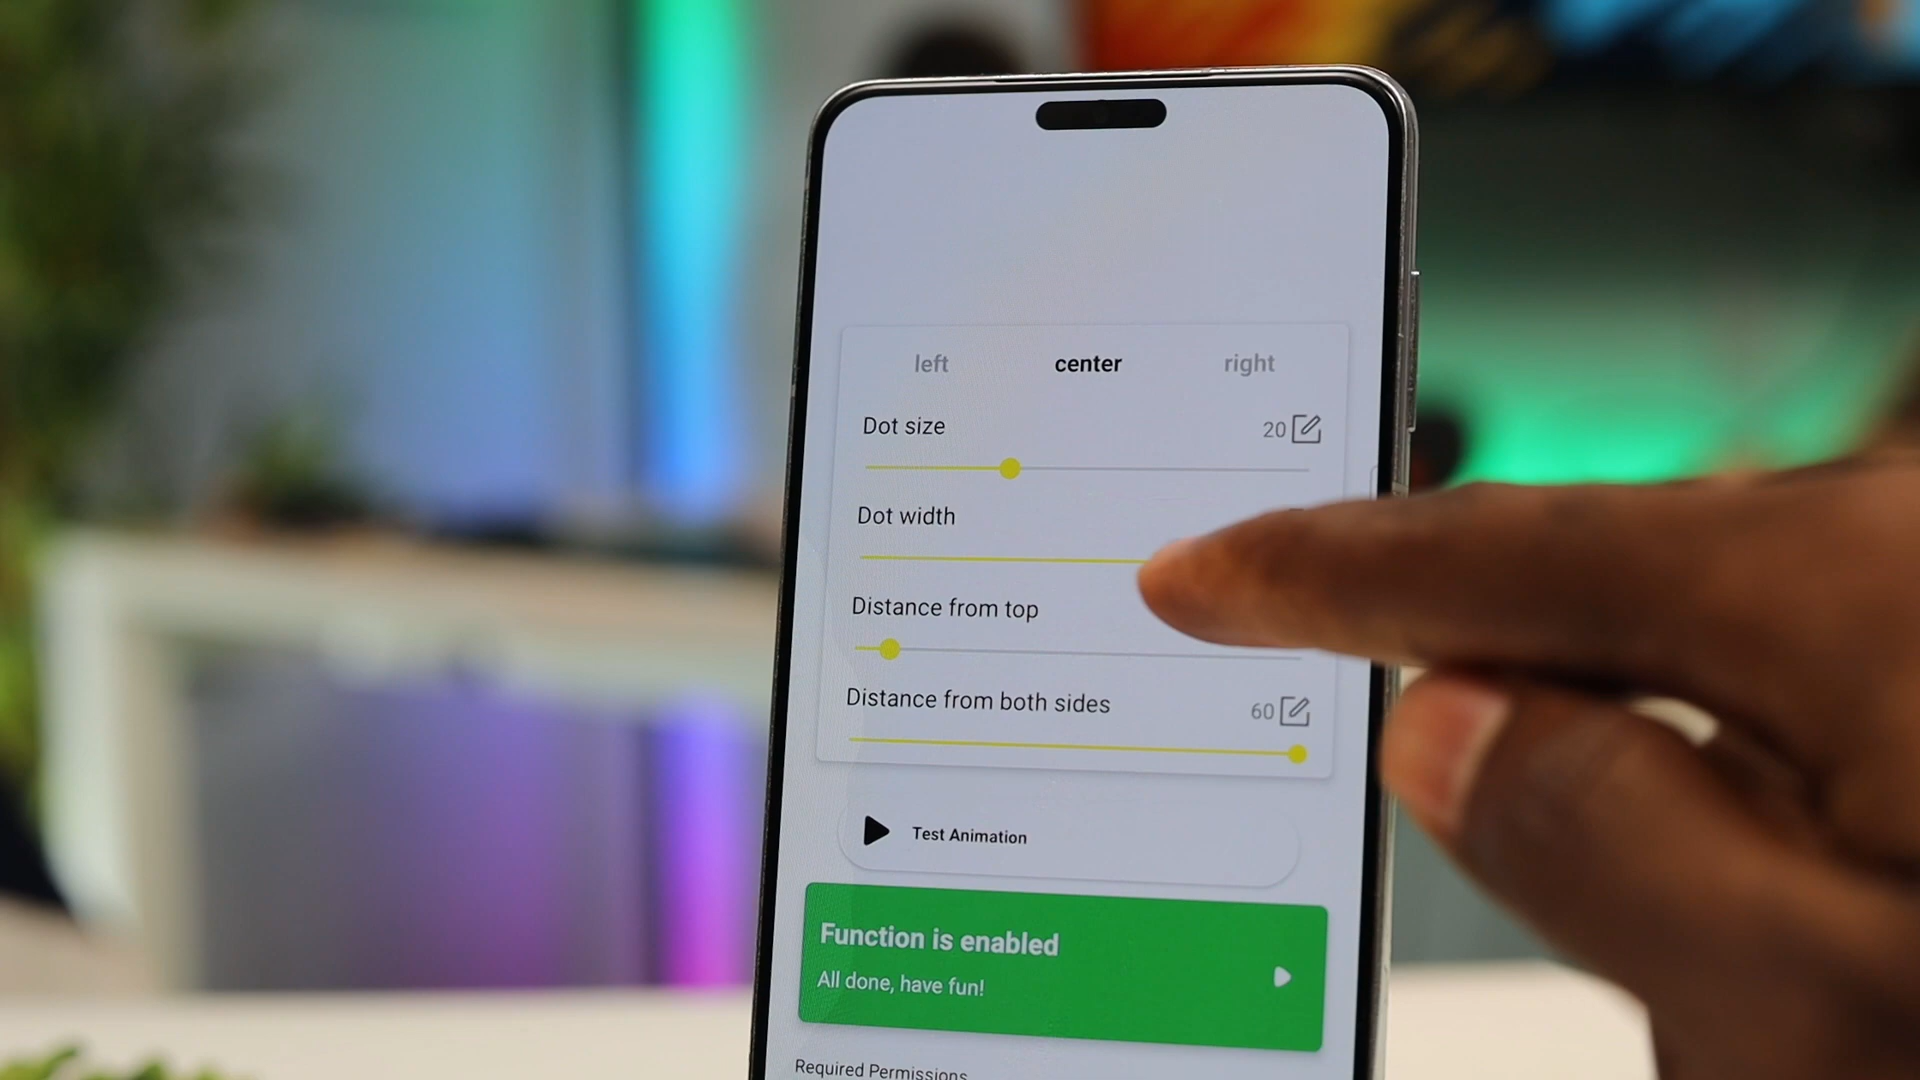 left center right
Dot size 20
Dot width
Distance from top
Distance from both sides 60
Test Animation
Function is enabled
All done, have fun!
Required Permissions